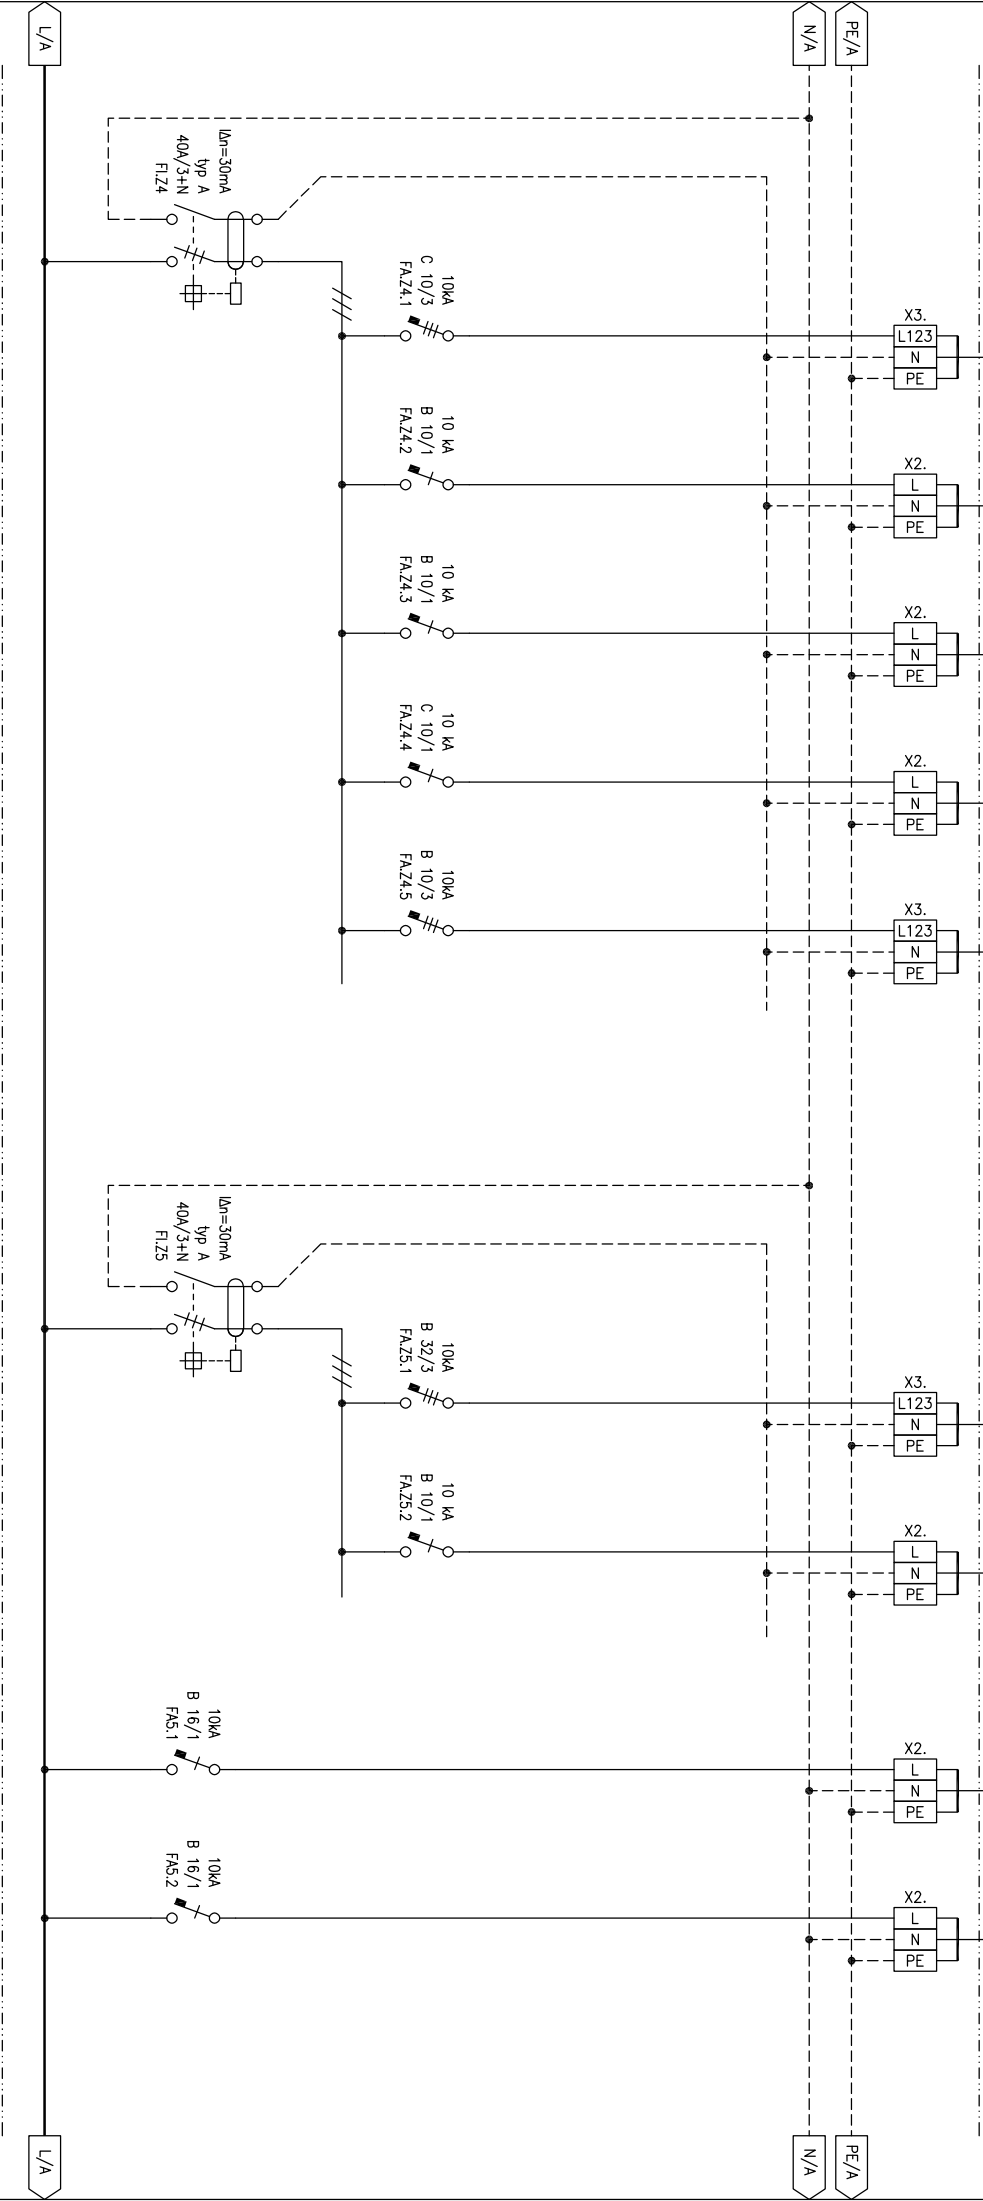 L/A
N/A
PE/A
IΔn=30mA
typ A
40A/3+N
FI.Z4
10kA
C 10/3
FA.Z4.1
X3.
L123
N
PE
10 kA
B 10/1
FA.Z4.2
X2.
L
N
PE
10 kA
B 10/1
FA.Z4.3
X2.
L
N
PE
10 kA
C 10/1
FA.Z4.4
X2.
L
N
PE
10kA
B 10/3
FA.Z4.5
X3.
L123
N
PE
IΔn=30mA
typ A
40A/3+N
FI.Z5
10kA
B 32/3
FA.Z5.1
X3.
L123
N
PE
10 kA
B 10/1
FA.Z5.2
X2.
L
N
PE
10kA
B 16/1
FA5.1
X2.
L
N
PE
10kA
B 16/1
FA5.2
X2.
L
N
PE
L/A
N/A
PE/A